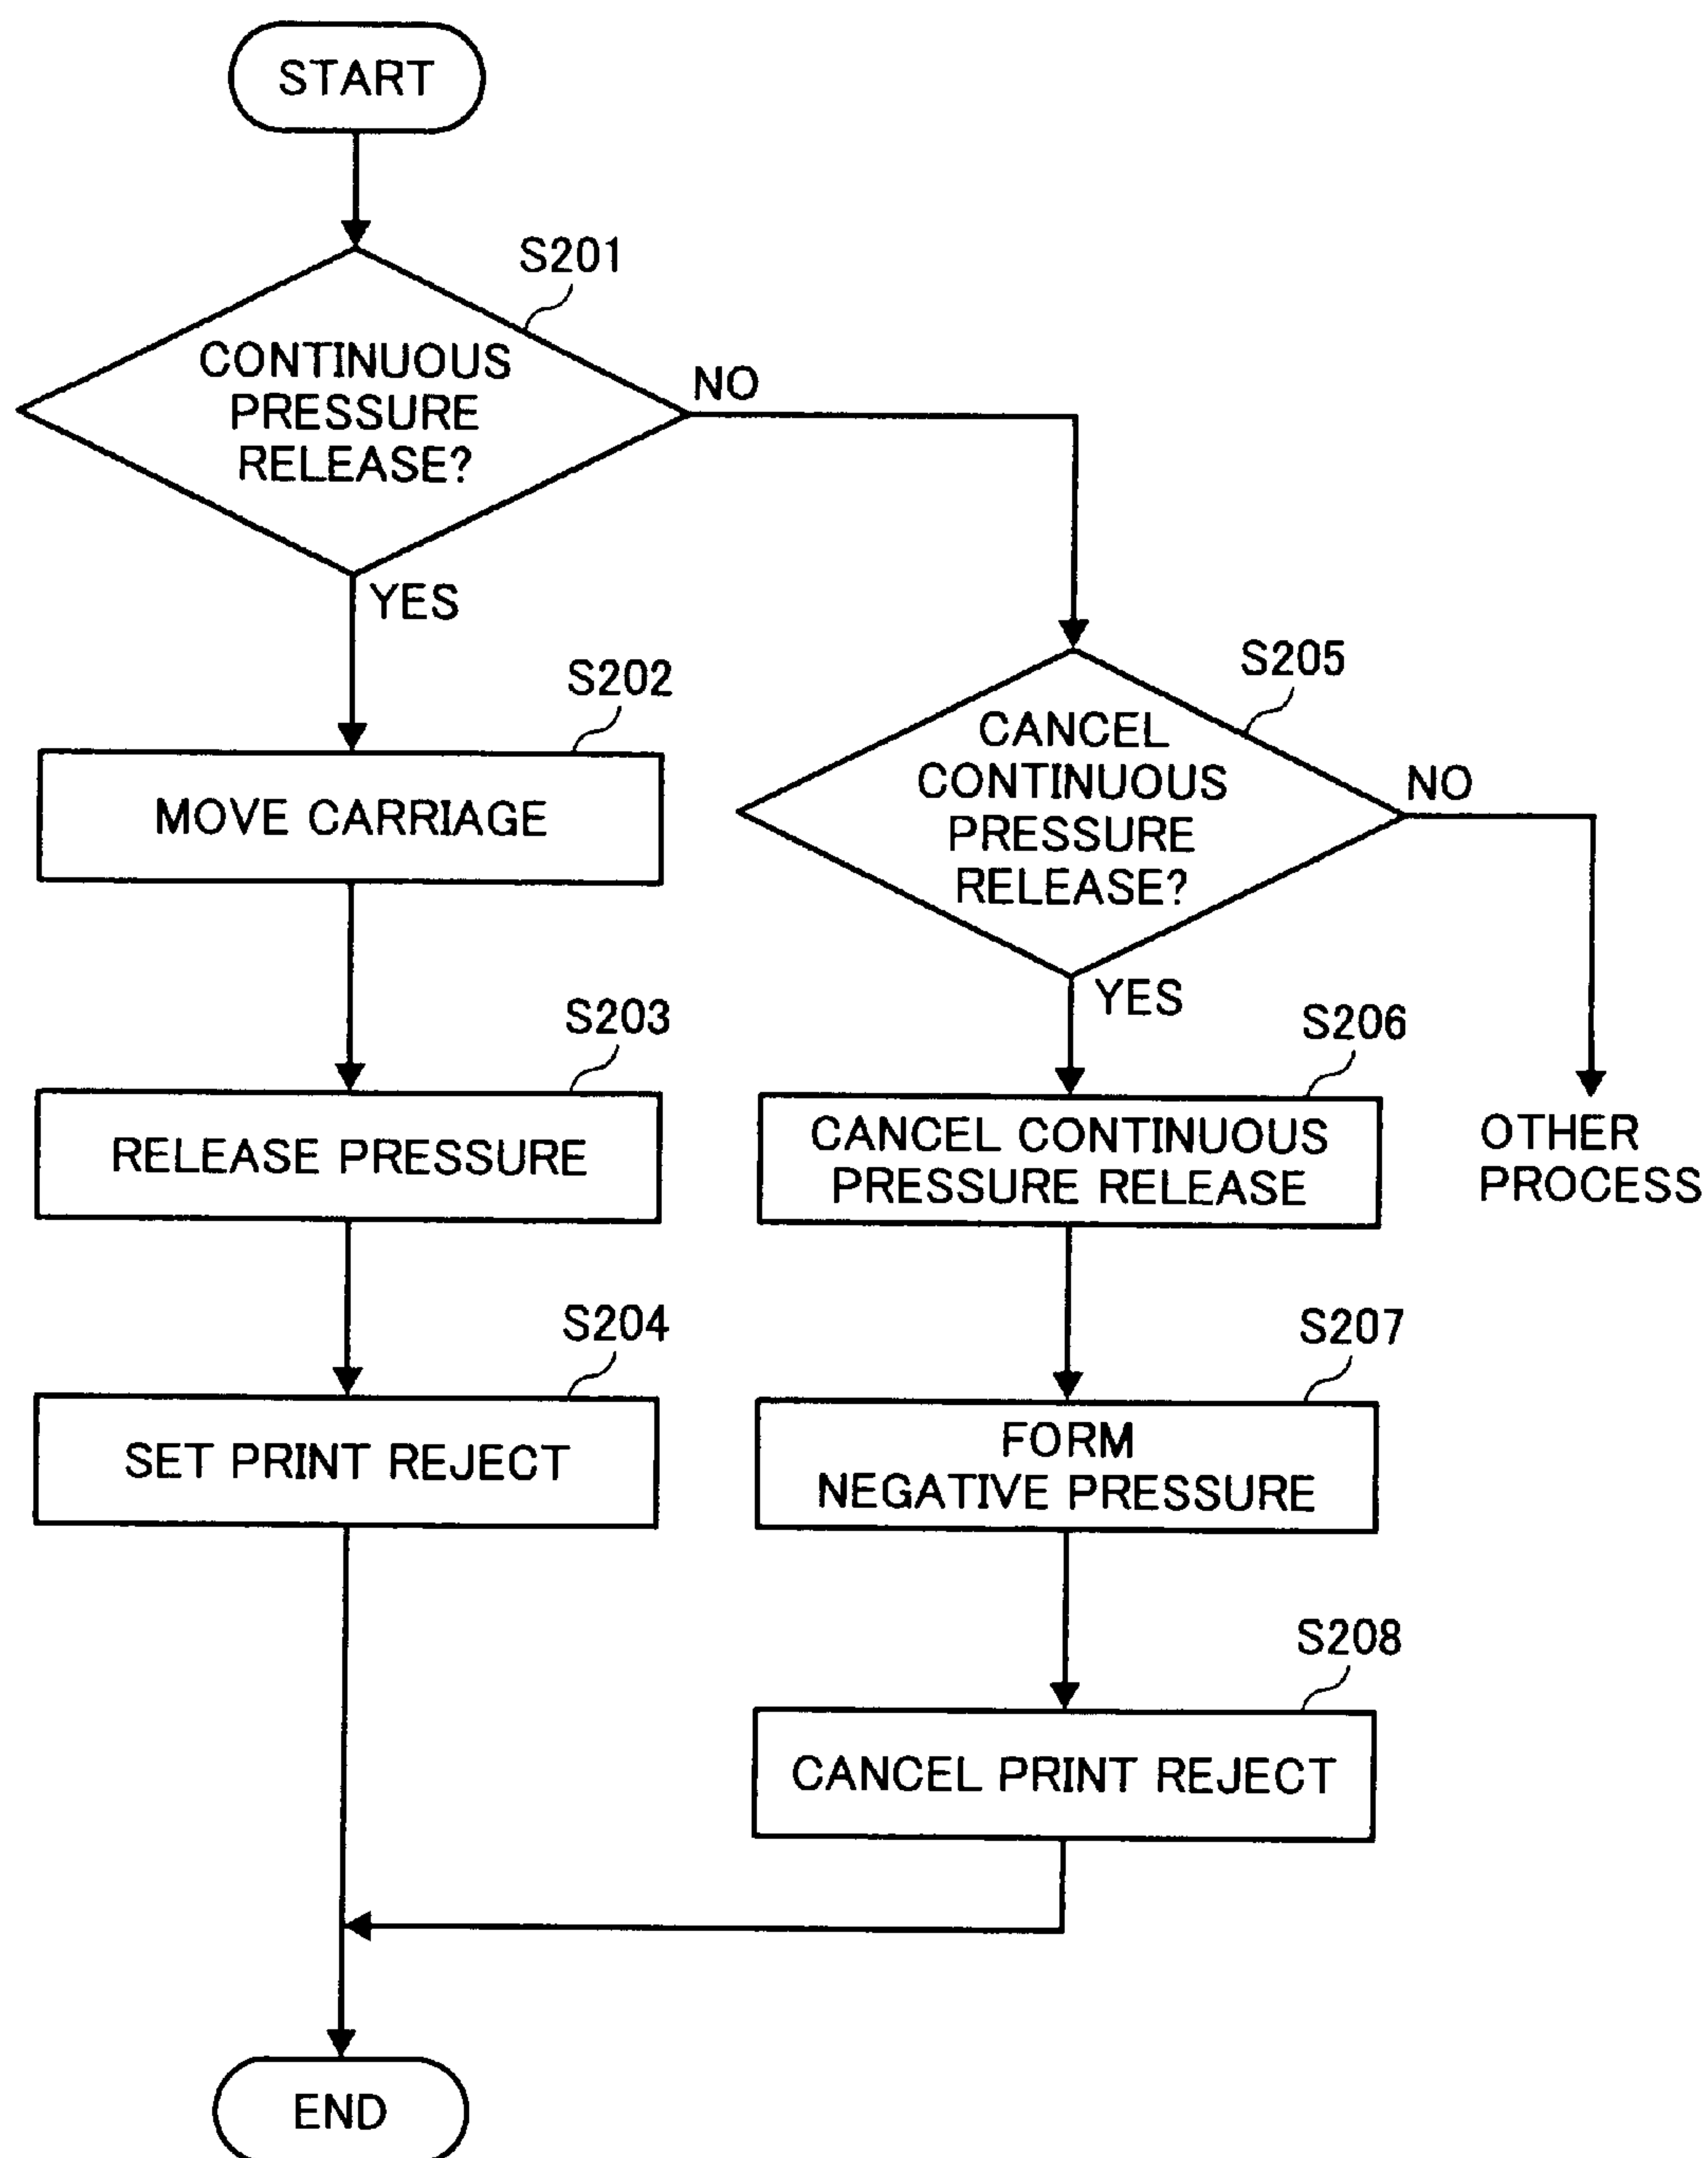 START
S201
CONTINUOUS
PRESSURE
RELEASE?
NO
YES
S202
MOVE CARRIAGE
S203
RELEASE PRESSURE
S204
SET PRINT REJECT
S205
CANCEL
CONTINUOUS
PRESSURE
RELEASE?
NO
YES
OTHER
PROCESS
S206
CANCEL CONTINUOUS
PRESSURE RELEASE
S207
FORM
NEGATIVE PRESSURE
S208
CANCEL PRINT REJECT
END